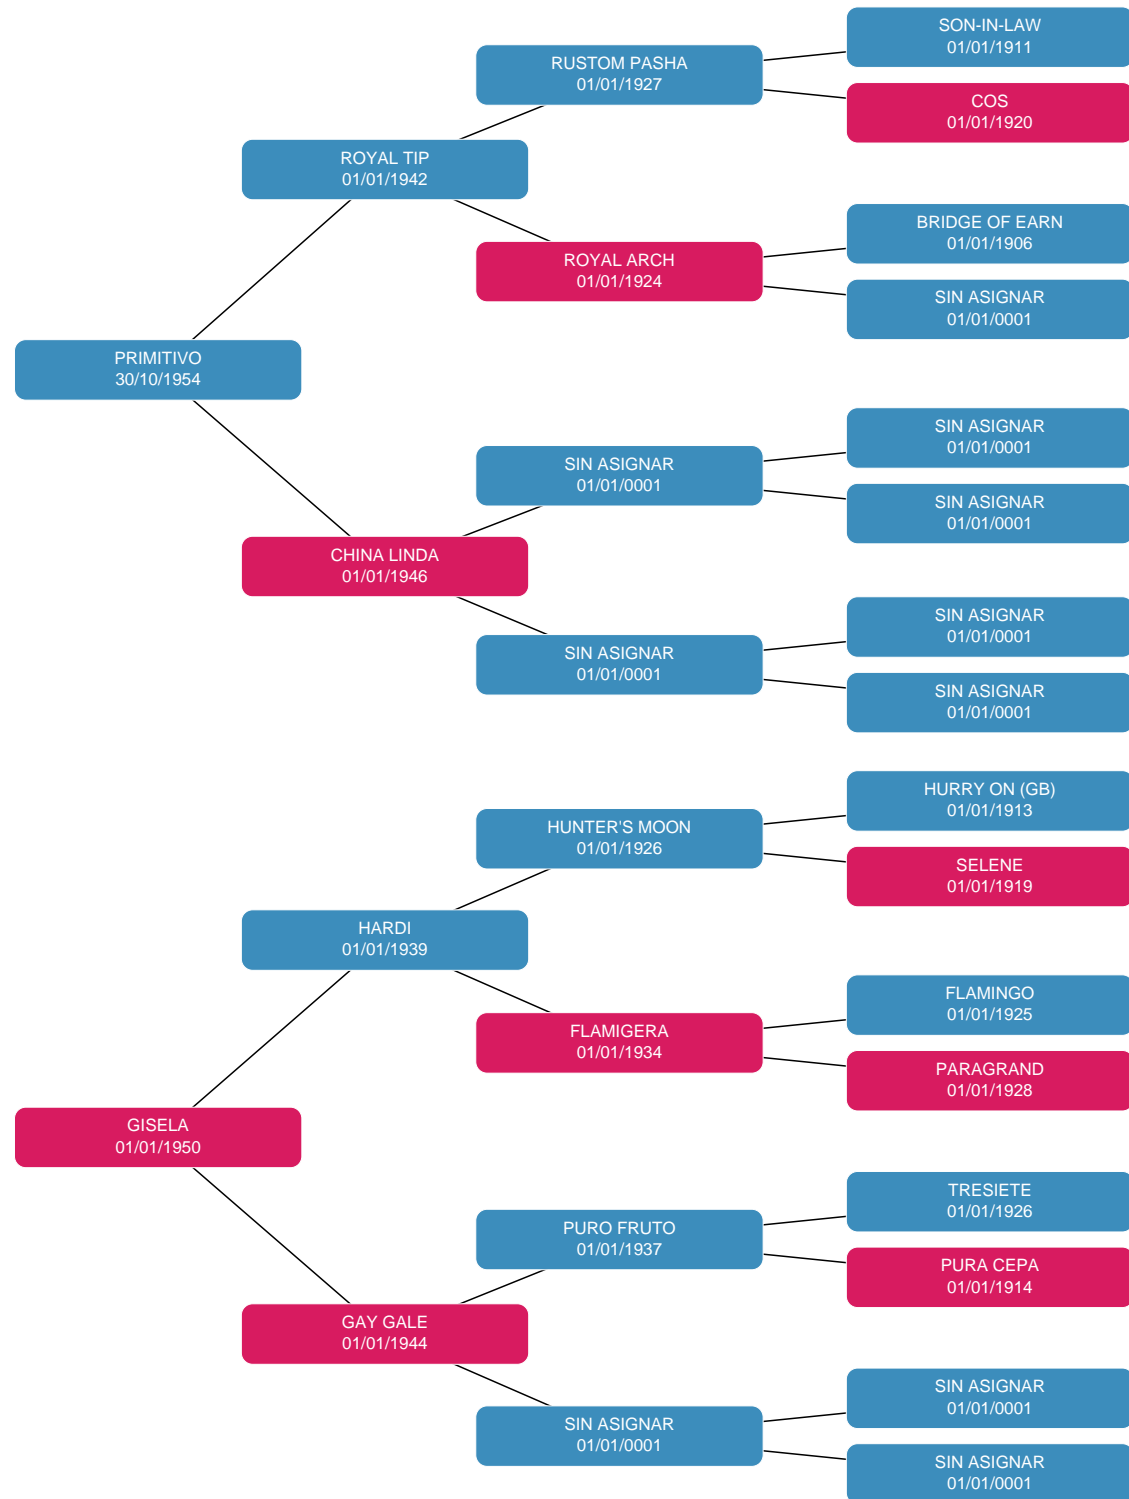 SON-IN-LAW
01/01/1911
RUSTOM PASHA
01/01/1927
COS
01/01/1920
ROYAL TIP
01/01/1942
BRIDGE OF EARN
01/01/1906
ROYAL ARCH
01/01/1924
SIN ASIGNAR
01/01/0001
PRIMITIVO
30/10/1954
SIN ASIGNAR
01/01/0001
SIN ASIGNAR
01/01/0001
SIN ASIGNAR
01/01/0001
CHINA LINDA
01/01/1946
SIN ASIGNAR
01/01/0001
SIN ASIGNAR
01/01/0001
SIN ASIGNAR
01/01/0001
HURRY ON (GB)
01/01/1913
HUNTER'S MOON
01/01/1926
SELENE
01/01/1919
HARDI
01/01/1939
FLAMINGO
01/01/1925
FLAMIGERA
01/01/1934
PARAGRAND
01/01/1928
GISELA
01/01/1950
TRESIETE
01/01/1926
PURO FRUTO
01/01/1937
PURA CEPA
01/01/1914
GAY GALE
01/01/1944
SIN ASIGNAR
01/01/0001
SIN ASIGNAR
01/01/0001
SIN ASIGNAR
01/01/0001